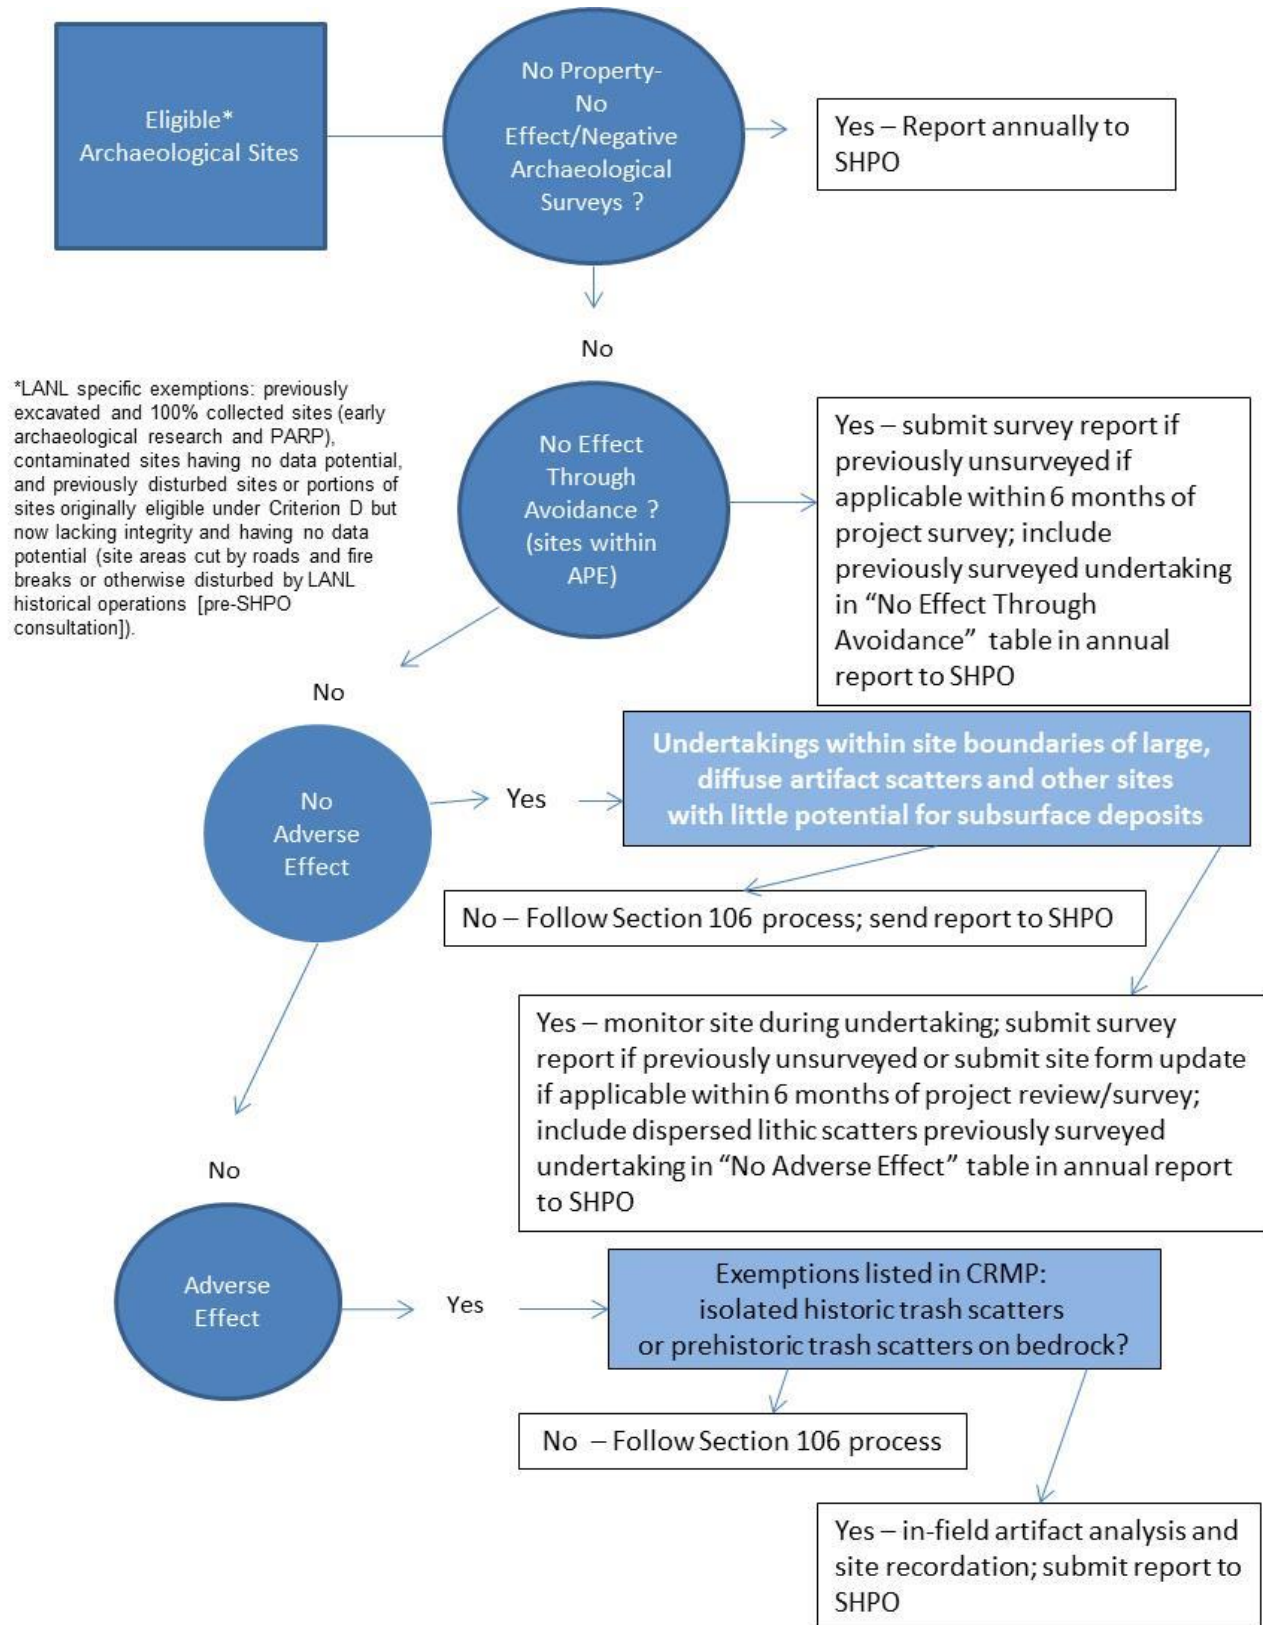 Eligible*
Archaeological Sites
No Property-
No
Effect/Negative
Archaeological
Surveys ?
Yes – Report annually to
SHPO
No
*LANL specific exemptions: previously
excavated and 100% collected sites (early
archaeological research and PARP),
contaminated sites having no data potential,
and previously disturbed sites or portions of
sites originally eligible under Criterion D but
now lacking integrity and having no data
potential (site areas cut by roads and fire
breaks or otherwise disturbed by LANL
historical operations [pre-SHPO
consultation]).
No Effect
Through
Avoidance ?
(sites within
APE)
Yes – submit survey report if
previously unsurveyed if
applicable within 6 months of
project survey; include
previously surveyed undertaking
in “No Effect Through
Avoidance” table in annual
report to SHPO
No
No
Adverse
Effect
Yes
Undertakings within site boundaries of large,
diffuse artifact scatters and other sites
with little potential for subsurface deposits
No – Follow Section 106 process; send report to SHPO
Yes – monitor site during undertaking; submit survey
report if previously unsurveyed or submit site form update
if applicable within 6 months of project review/survey;
include dispersed lithic scatters previously surveyed
undertaking in “No Adverse Effect” table in annual report
to SHPO
No
Adverse
Effect
Yes
Exemptions listed in CRMP:
isolated historic trash scatters
or prehistoric trash scatters on bedrock?
No – Follow Section 106 process
Yes – in-field artifact analysis and
site recordation; submit report to
SHPO